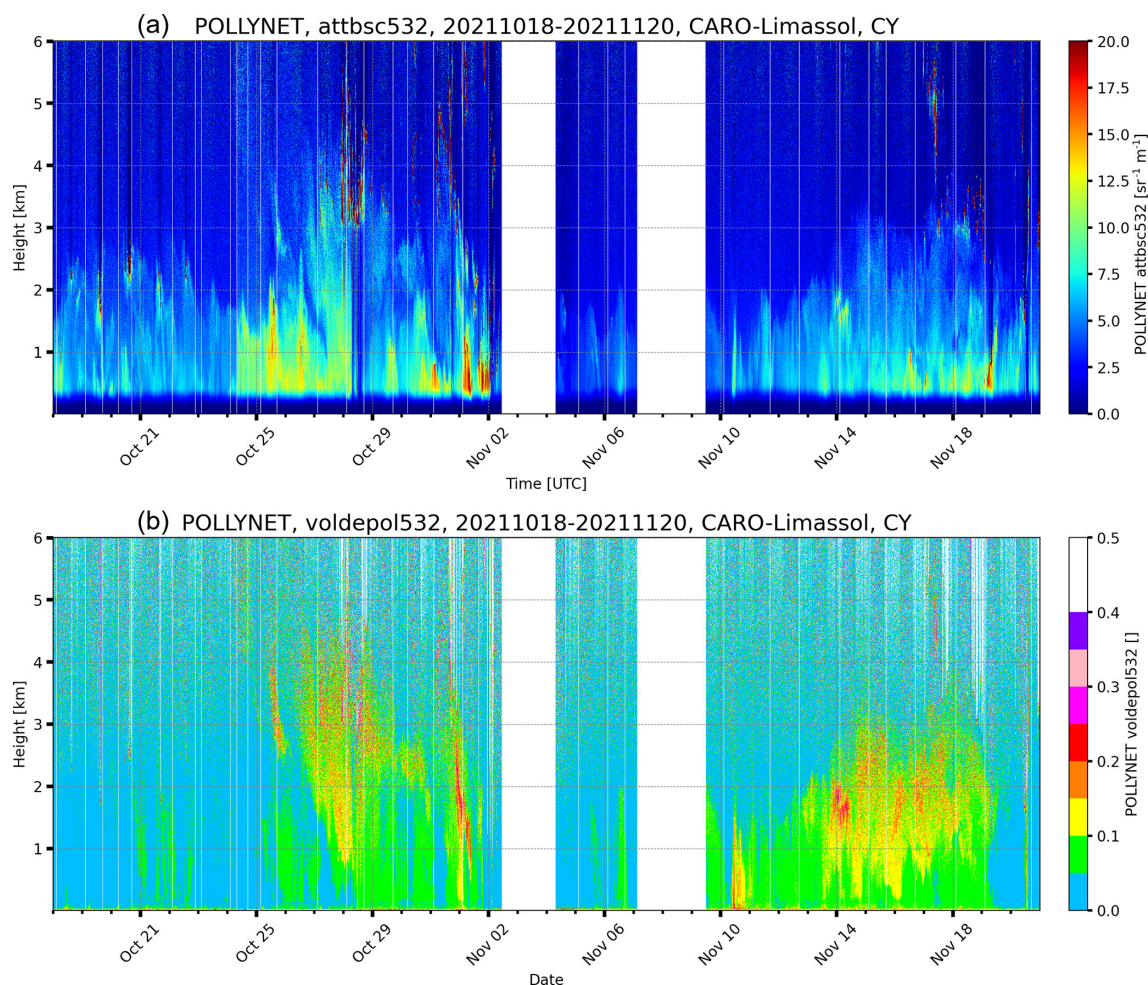 (a) POLLYNET, attbsc532, 20211018-20211120, CARO-Limassol, CY
6
5
4
3
2
1
Height [km]
Oct 21
Oct 25
Oct 29
Nov 02
Nov 06
Nov 10
Nov 14
Nov 18
Time [UTC]
20.0
17.5
15.0
12.5
10.0
7.5
5.0
2.5
0.0
POLLYNET attbsc532 [sr⁻¹ m⁻¹]
(b) POLLYNET, voldepol532, 20211018-20211120, CARO-Limassol, CY
6
5
4
3
2
1
Height [km]
Oct 21
Oct 25
Oct 29
Nov 02
Nov 06
Nov 10
Nov 14
Nov 18
Date
0.5
0.4
0.3
0.2
0.1
0.0
POLLYNET voldepol532 []